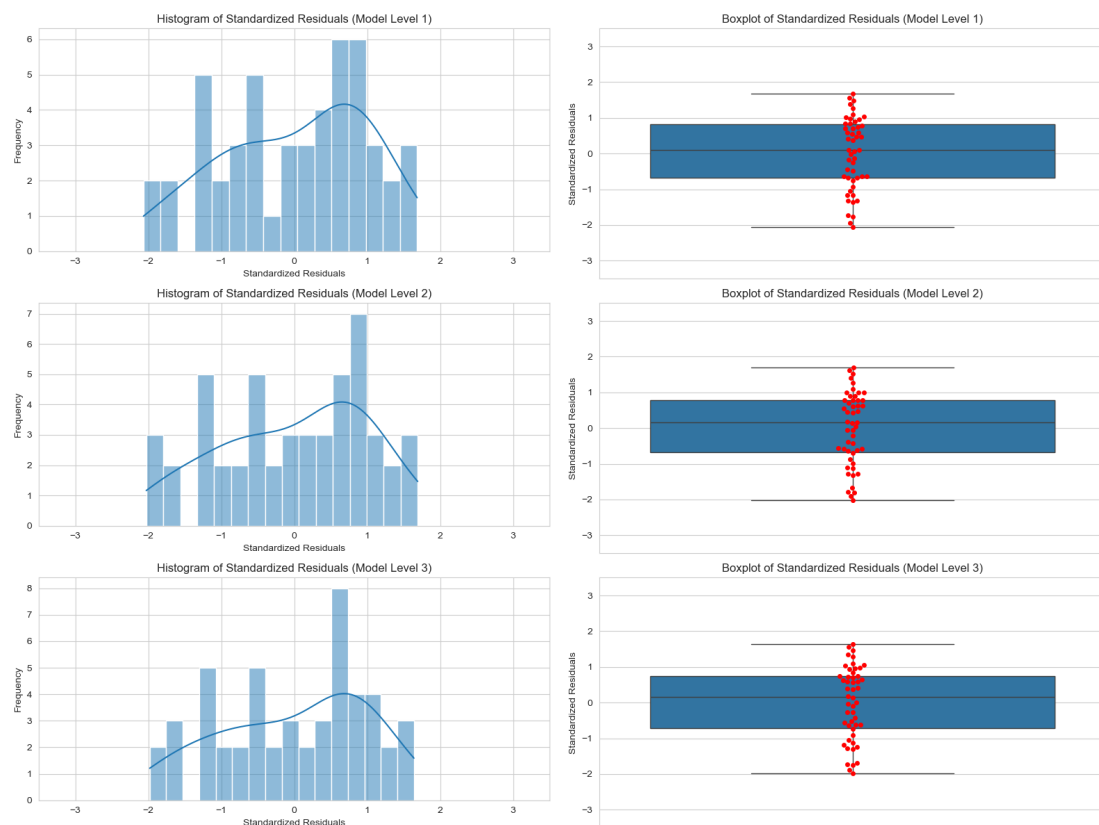 Histogram of Standardized Residuals (Model Level 1)
6
5
4
3
2
1
0
Frequency
−3 −2 −1 0 1 2 3
Standardized Residuals
Boxplot of Standardized Residuals (Model Level 1)
3
2
1
0
−1
−2
−3
Standardized Residuals
Histogram of Standardized Residuals (Model Level 2)
7
6
5
4
3
2
1
0
Frequency
−3 −2 −1 0 1 2 3
Standardized Residuals
Boxplot of Standardized Residuals (Model Level 2)
3
2
1
0
−1
−2
−3
Standardized Residuals
Histogram of Standardized Residuals (Model Level 3)
8
7
6
5
4
3
2
1
0
Frequency
−3 −2 −1 0 1 2 3
Standardized Residuals
Boxplot of Standardized Residuals (Model Level 3)
3
2
1
0
−1
−2
−3
Standardized Residuals